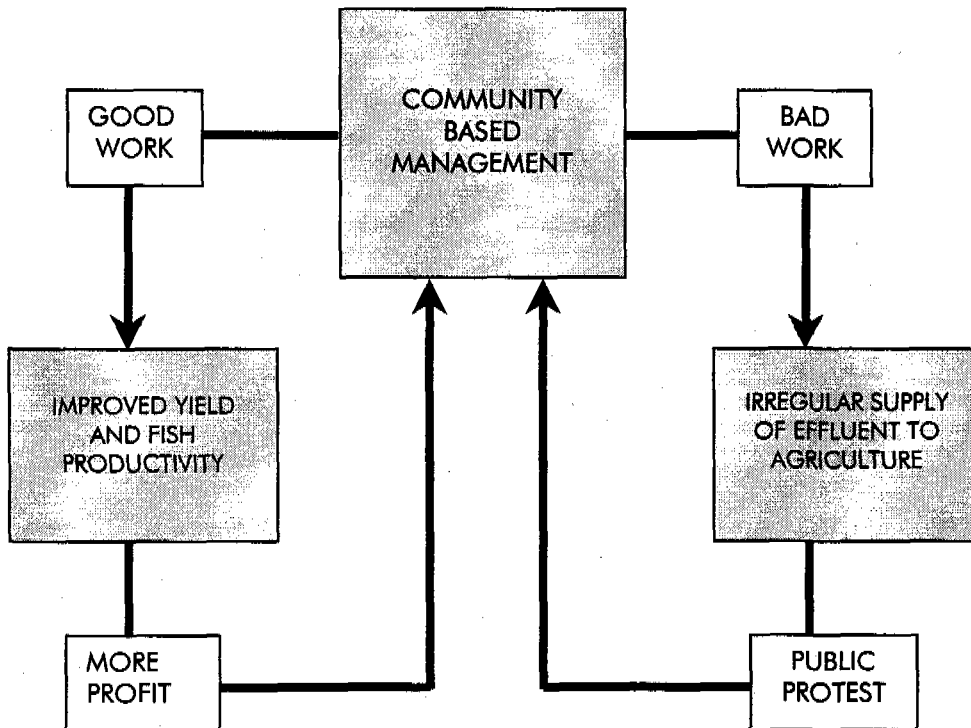 COMMUNITY
BASED
MANAGEMENT
GOOD
WORK
BAD
WORK
IMPROVED YIELD
AND FISH
PRODUCTIVITY
IRREGULAR SUPPLY
OF EFFLUENT TO
AGRICULTURE
MORE
PROFIT
PUBLIC
PROTEST